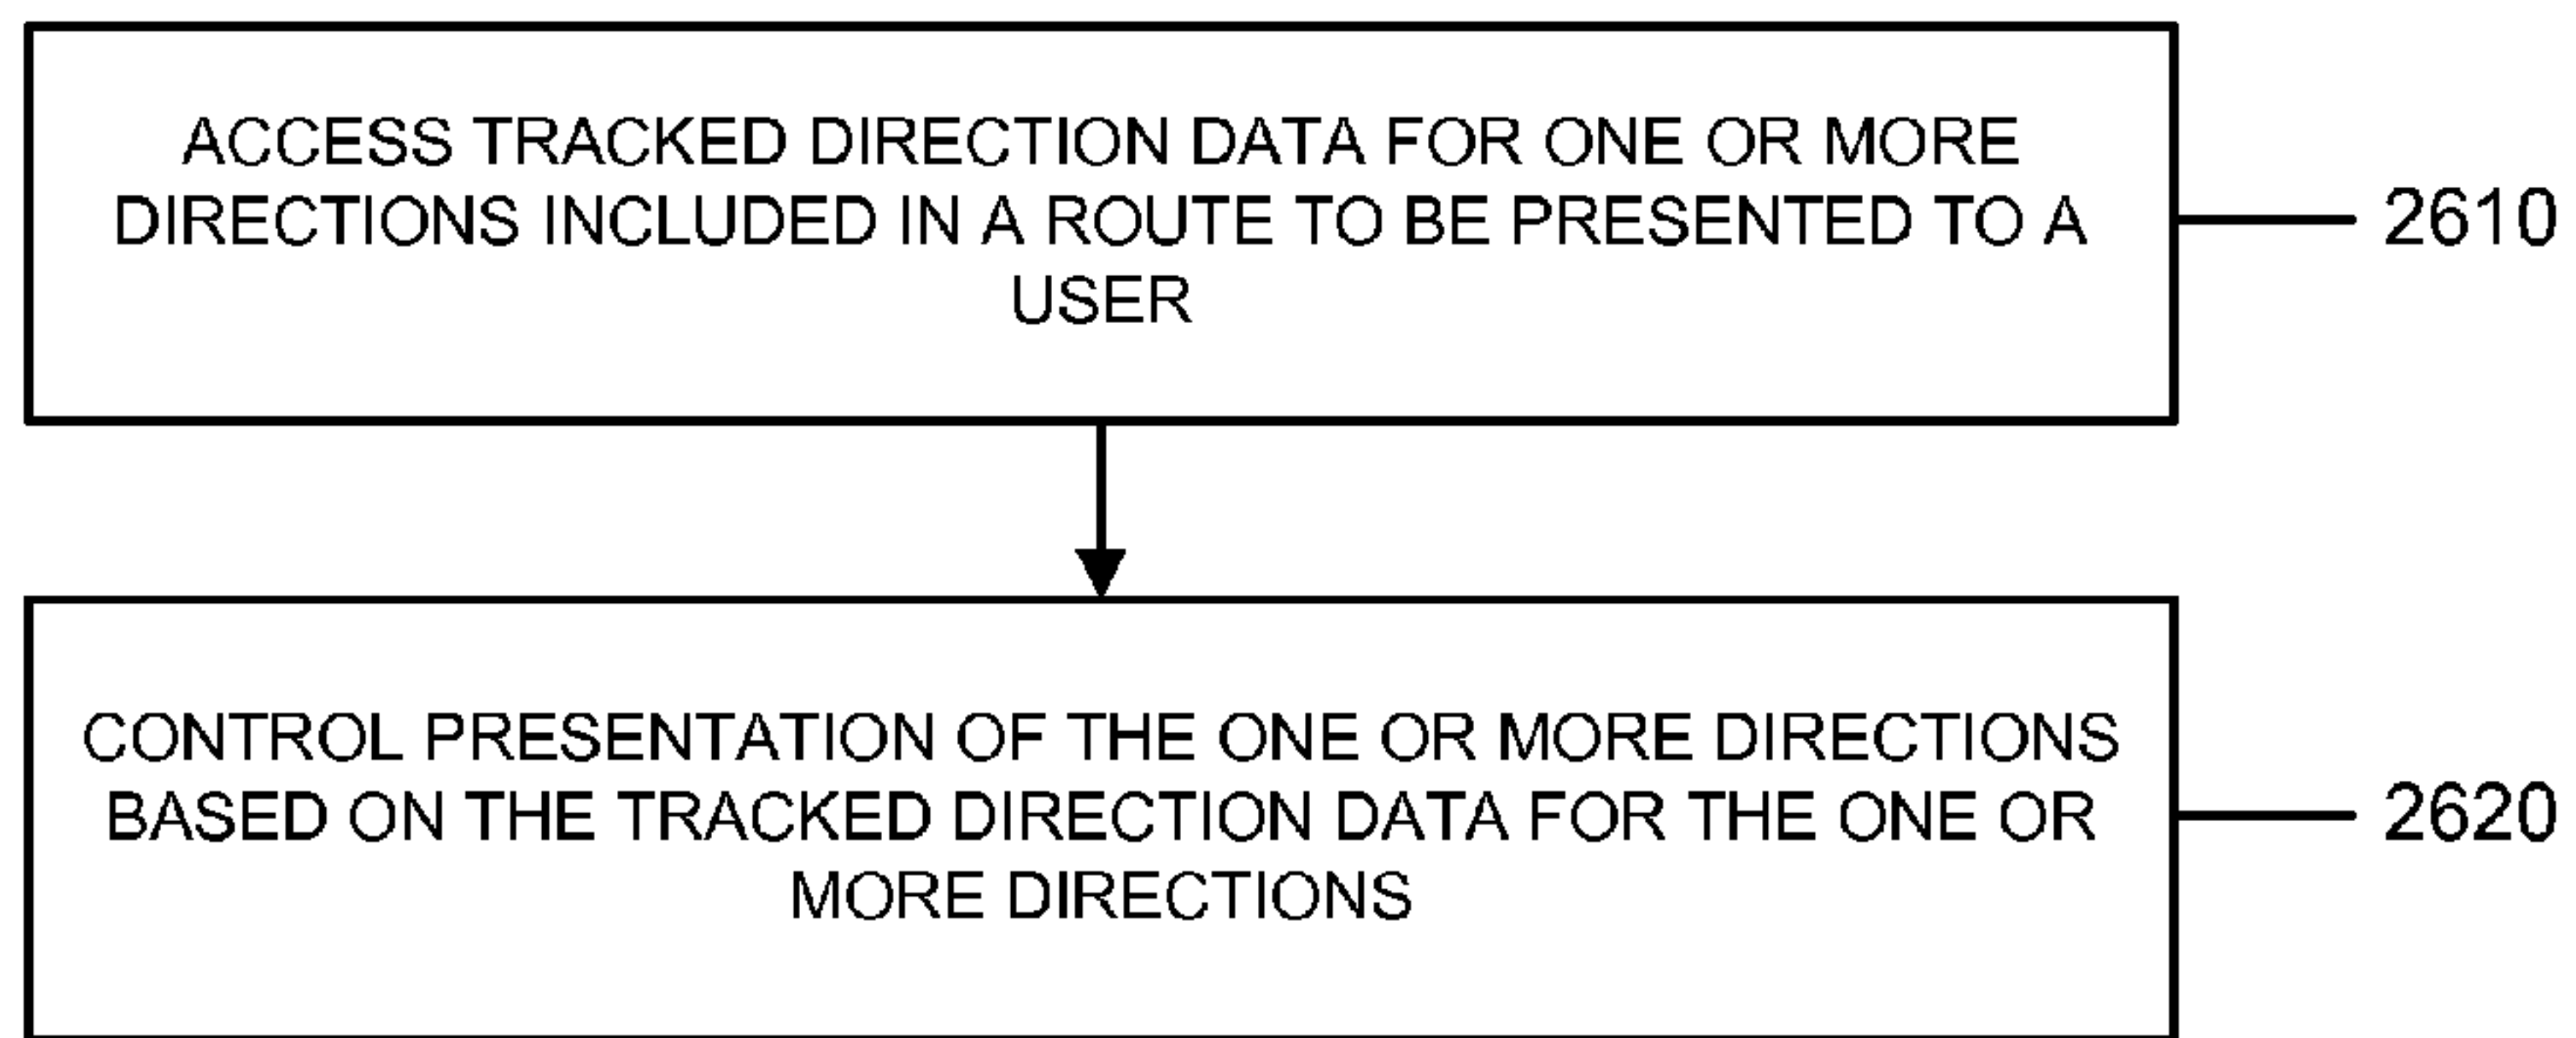 ACCESS TRACKED DIRECTION DATA FOR ONE OR MORE
DIRECTIONS INCLUDED IN A ROUTE TO BE PRESENTED TO A
USER
2610
CONTROL PRESENTATION OF THE ONE OR MORE DIRECTIONS
BASED ON THE TRACKED DIRECTION DATA FOR THE ONE OR
MORE DIRECTIONS
2620